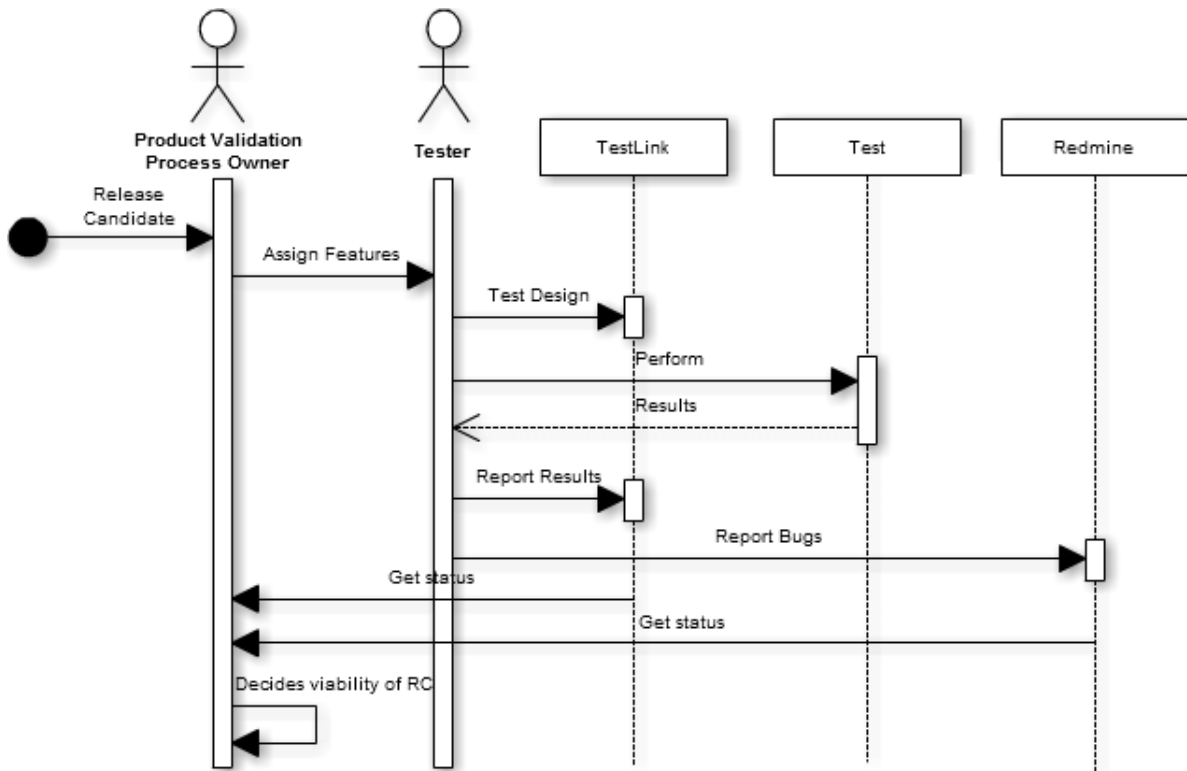 Product Validation
Process Owner
Tester
TestLink
Test
Redmine
Release
Candidate
Assign Features
Test Design
Perform
Results
Report Results
Report Bugs
Get status
Get status
Decides viability of RC